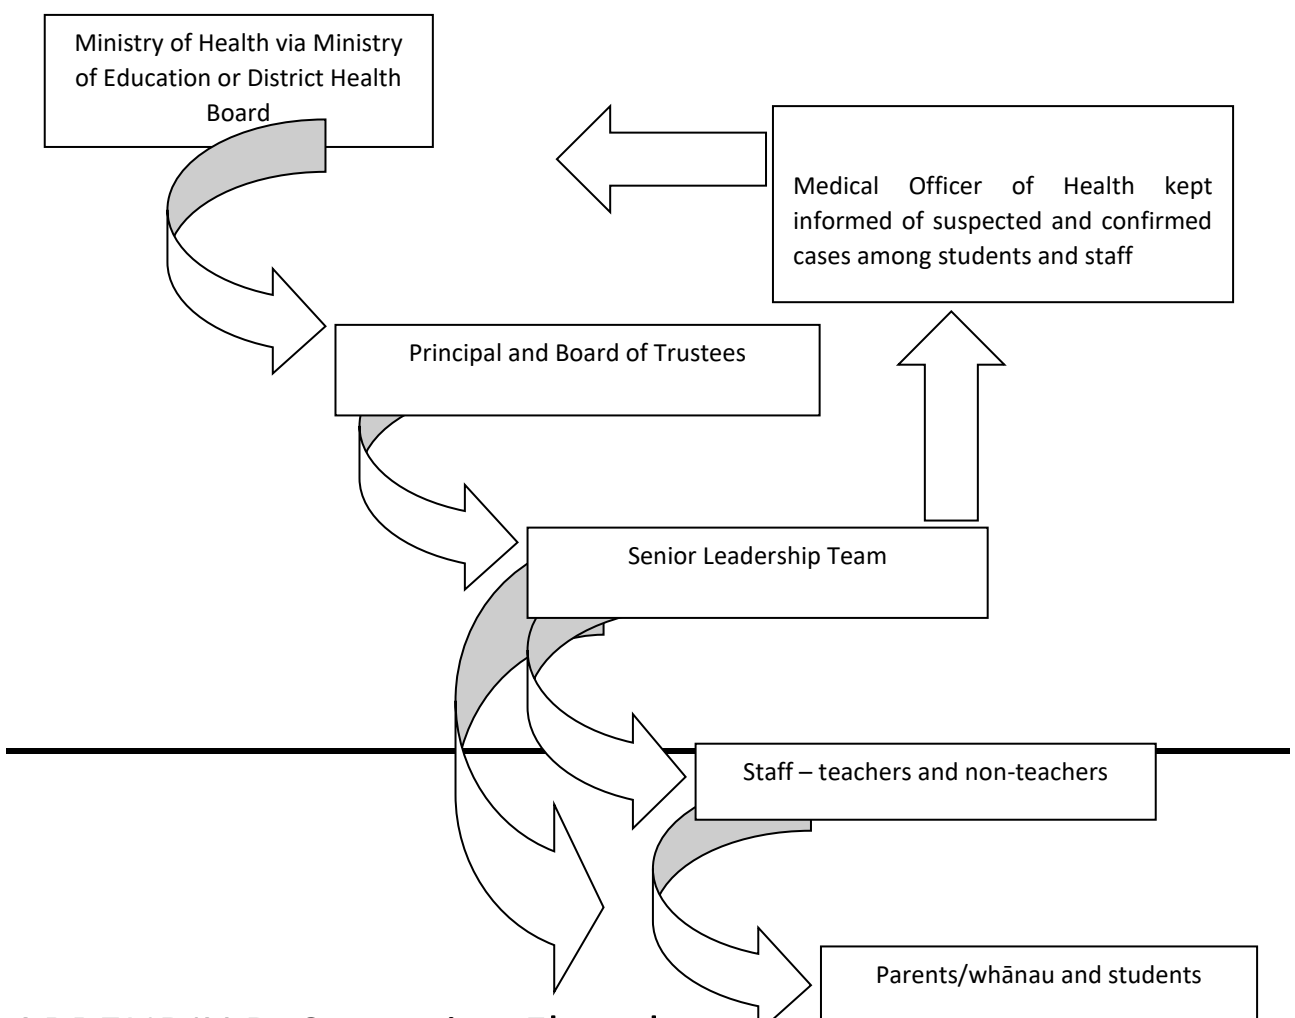 Ministry of Health via Ministry
of Education or District Health
Board
Medical Officer of Health kept
informed of suspected and confirmed
cases among students and staff
Principal and Board of Trustees
Senior Leadership Team
Staff – teachers and non-teachers
Parents/whānau and students